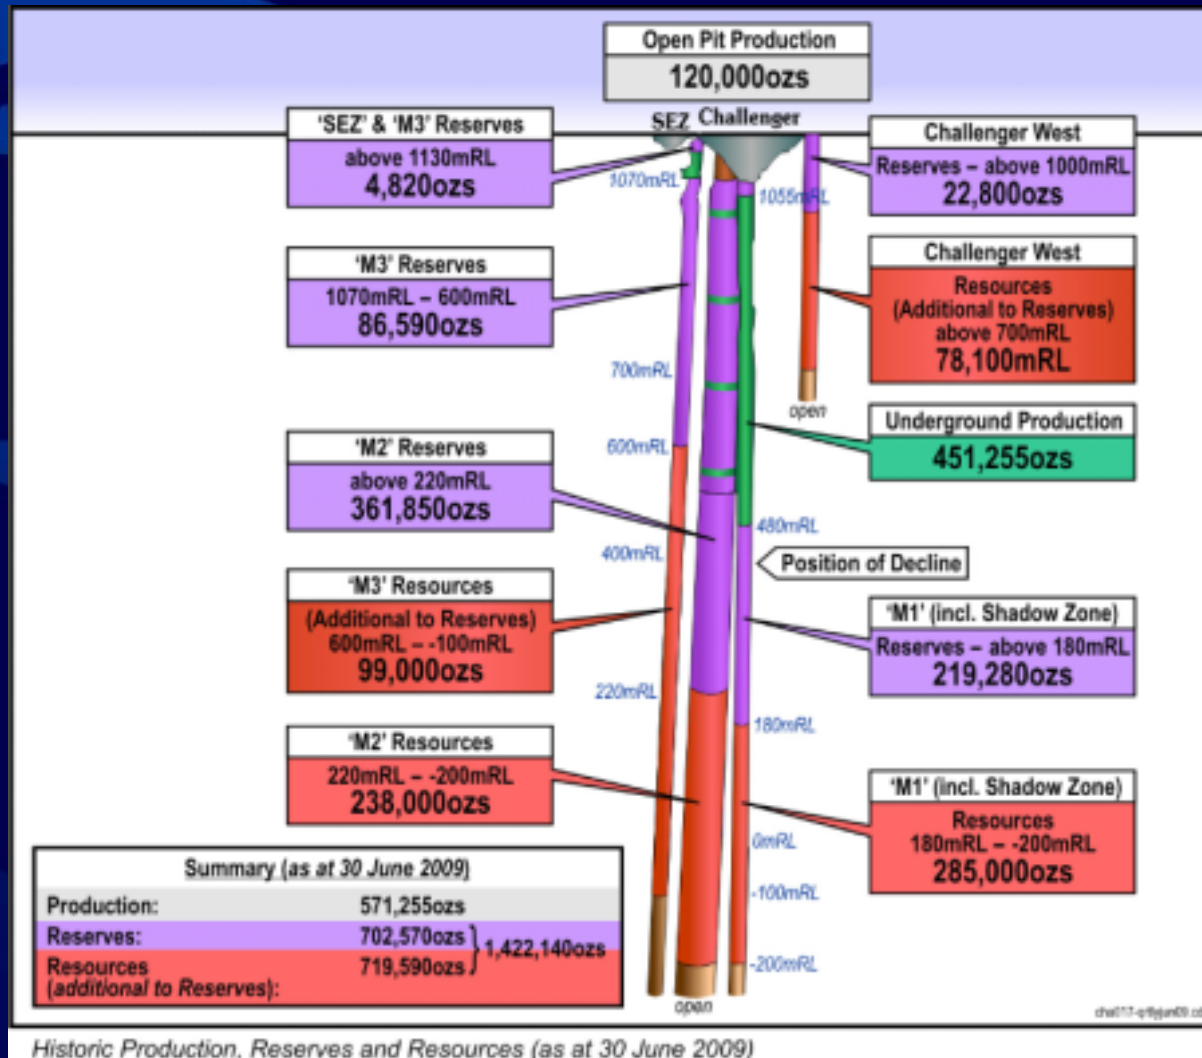 Open Pit Production
120,000ozs
'SEZ' & 'M3' Reserves
above 1130mRL
4,820ozs
SEZ Challenger
Challenger West
Reserves – above 1000mRL
22,800ozs
1070mRL
1055mRL
'M3' Reserves
1070mRL – 600mRL
86,590ozs
Challenger West
Resources
(Additional to Reserves)
above 700mRL
78,100mRL
700mRL
open
600mRL
Underground Production
451,255ozs
'M2' Reserves
above 220mRL
361,850ozs
480mRL
400mRL
Position of Decline
'M3' Resources
(Additional to Reserves)
600mRL – -100mRL
99,000ozs
'M1' (incl. Shadow Zone)
Reserves – above 180mRL
219,280ozs
220mRL
180mRL
'M2' Resources
220mRL – -200mRL
238,000ozs
'M1' (incl. Shadow Zone)
Resources
180mRL – -200mRL
285,000ozs
0mRL
-100mRL
-200mRL
open
Summary (as at 30 June 2009)
Production: 571,255ozs
Reserves: 702,570ozs
1,422,140ozs
Resources 719,590ozs
(additional to Reserves):
Historic Production, Reserves and Resources (as at 30 June 2009)